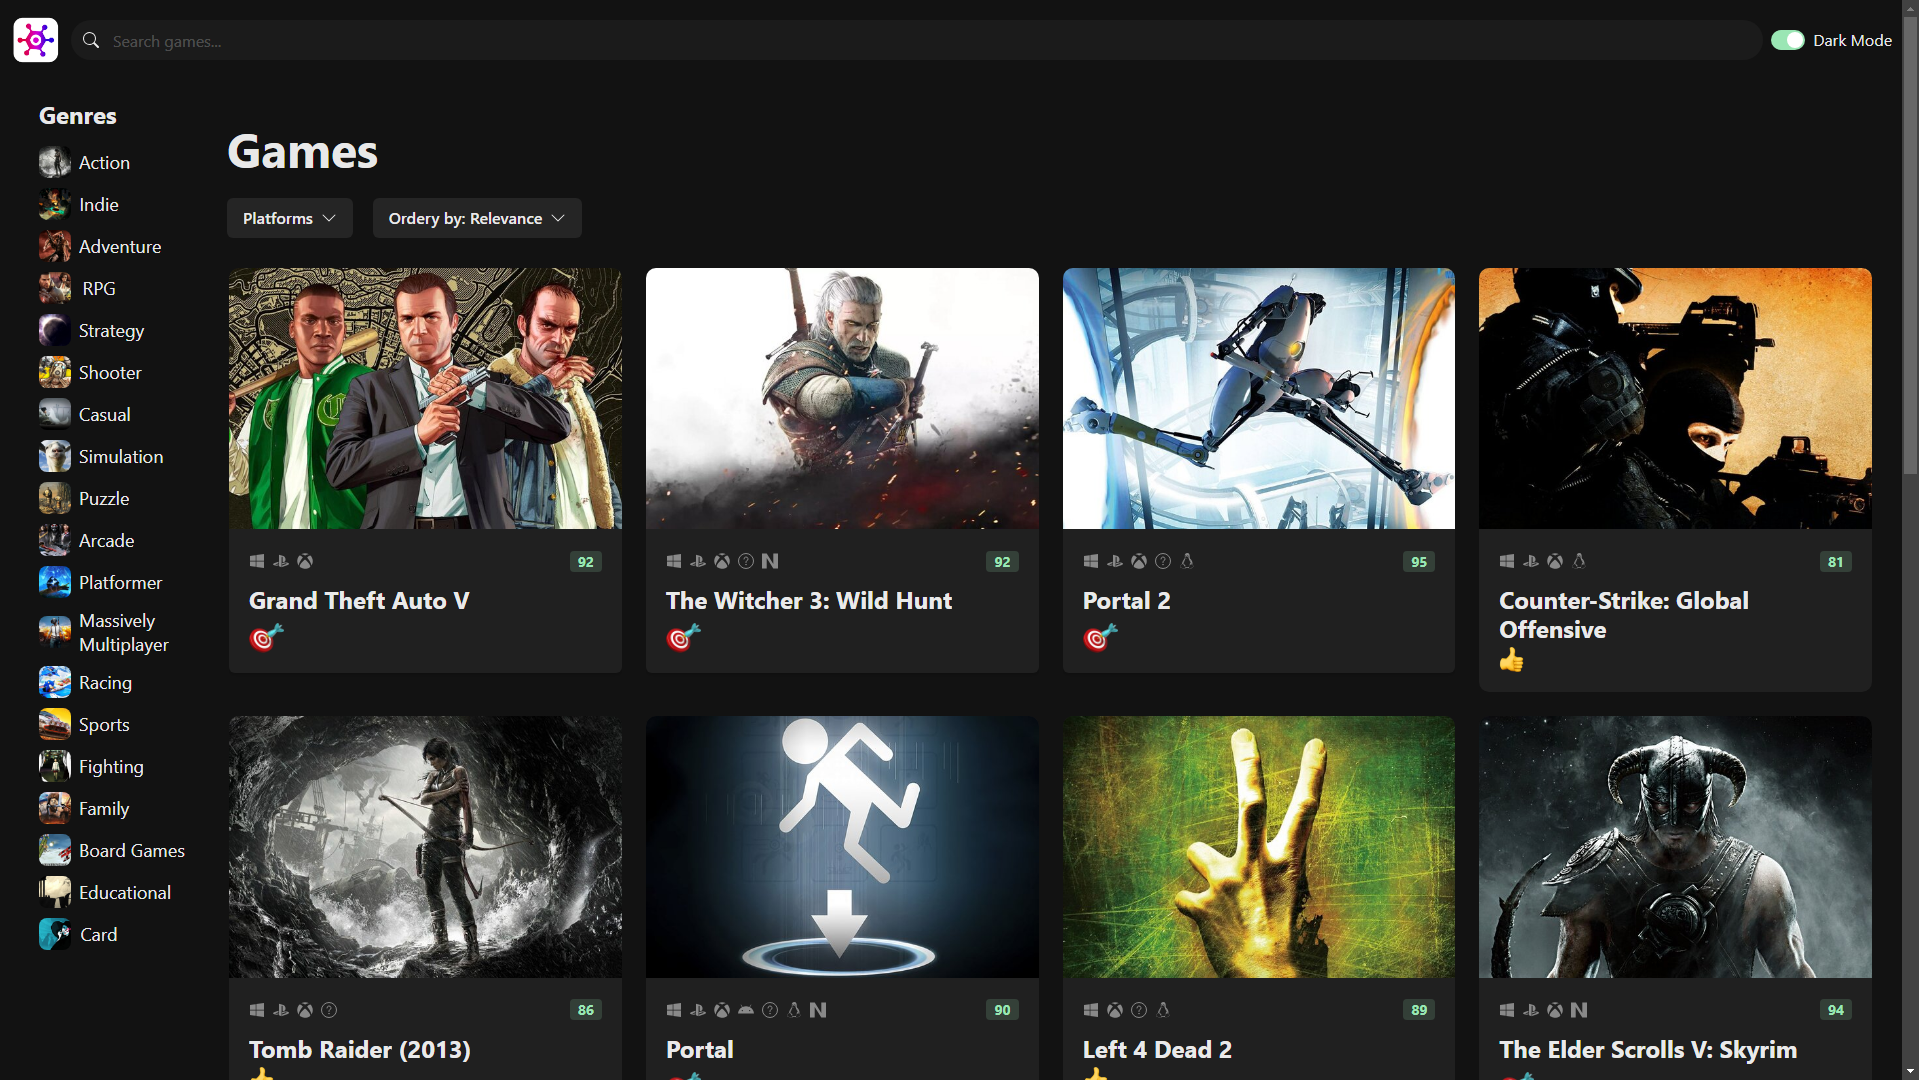 Search games...
Dark Mode
Genres
Action
Indie
Adventure
RPG
Strategy
Shooter
Casual
Simulation
Puzzle
Arcade
Platformer
Massively
Multiplayer
Racing
Sports
Fighting
Family
Board Games
Educational
Card
Games
Platforms
Ordery by: Relevance
92
Grand Theft Auto V
92
The Witcher 3: Wild Hunt
95
Portal 2
81
Counter-Strike: Global
Offensive
86
Tomb Raider (2013)
90
Portal
89
Left 4 Dead 2
94
The Elder Scrolls V: Skyrim